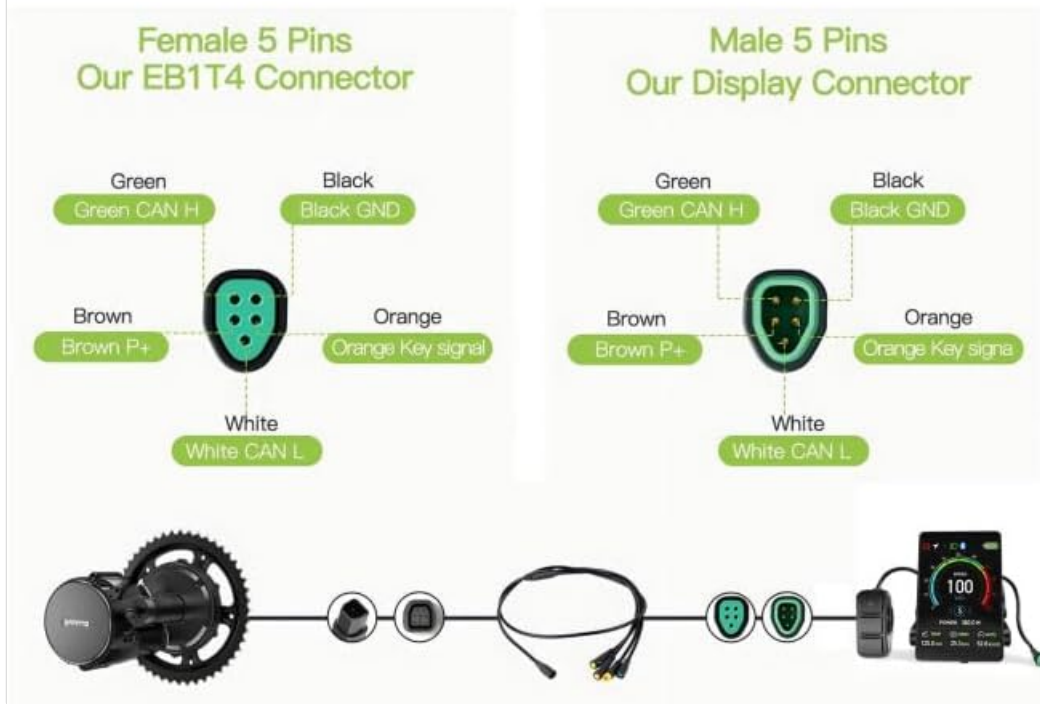 Female 5 Pins
Our EB1T4 Connector
Male 5 Pins
Our Display Connector
Green
Green CAN H
Black
Black GND
Brown
Brown P+
Orange
Orange Key signal
White
White CAN L
Green
Green CAN H
Black
Black GND
Brown
Brown P+
Orange
Orange Key signa
White
White CAN L
100
POWER